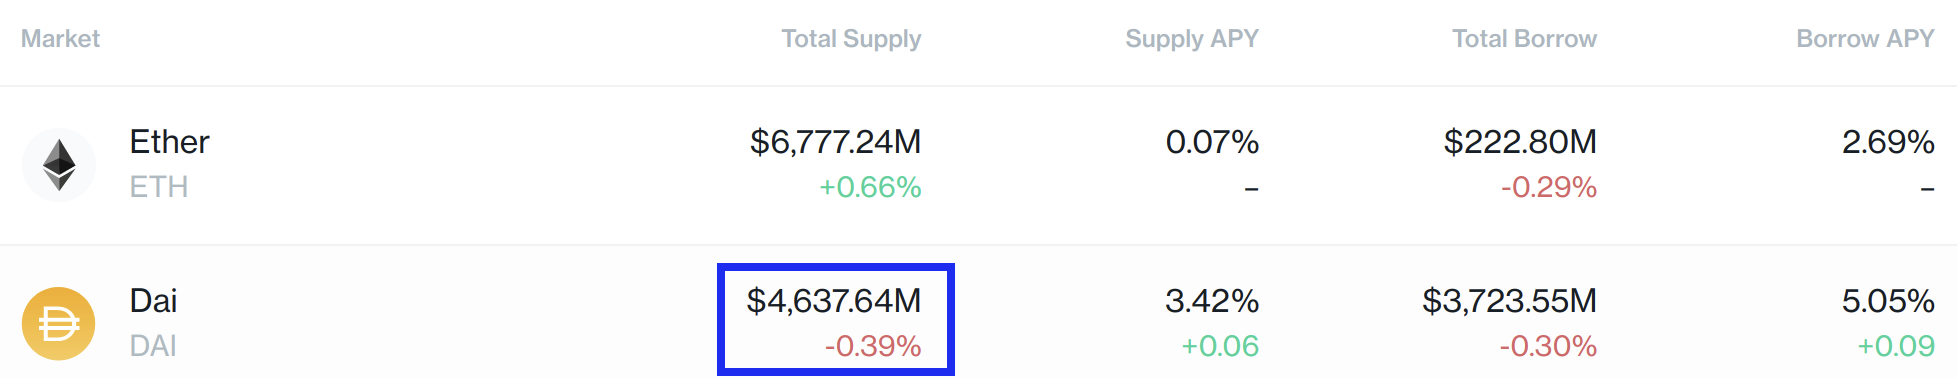 Market Total Supply Supply APY Total Borrow Borrow APY
Ether $6,777.24M 0.07% $222.80M 2.69%
ETH +0.66% – -0.29% –
Dai $4,637.64M 3.42% $3,723.55M 5.05%
DAI -0.39% +0.06 -0.30% +0.09